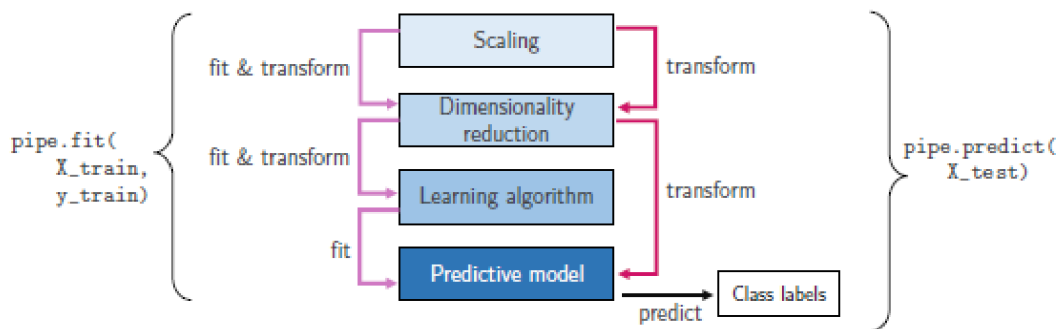 Scaling
fit & transform
transform
Dimensionality
reduction
pipe.fit(
X_train,
y_train)
fit & transform
pipe.predict(
X_test)
Learning algorithm
transform
fit
Predictive model
predict
Class labels